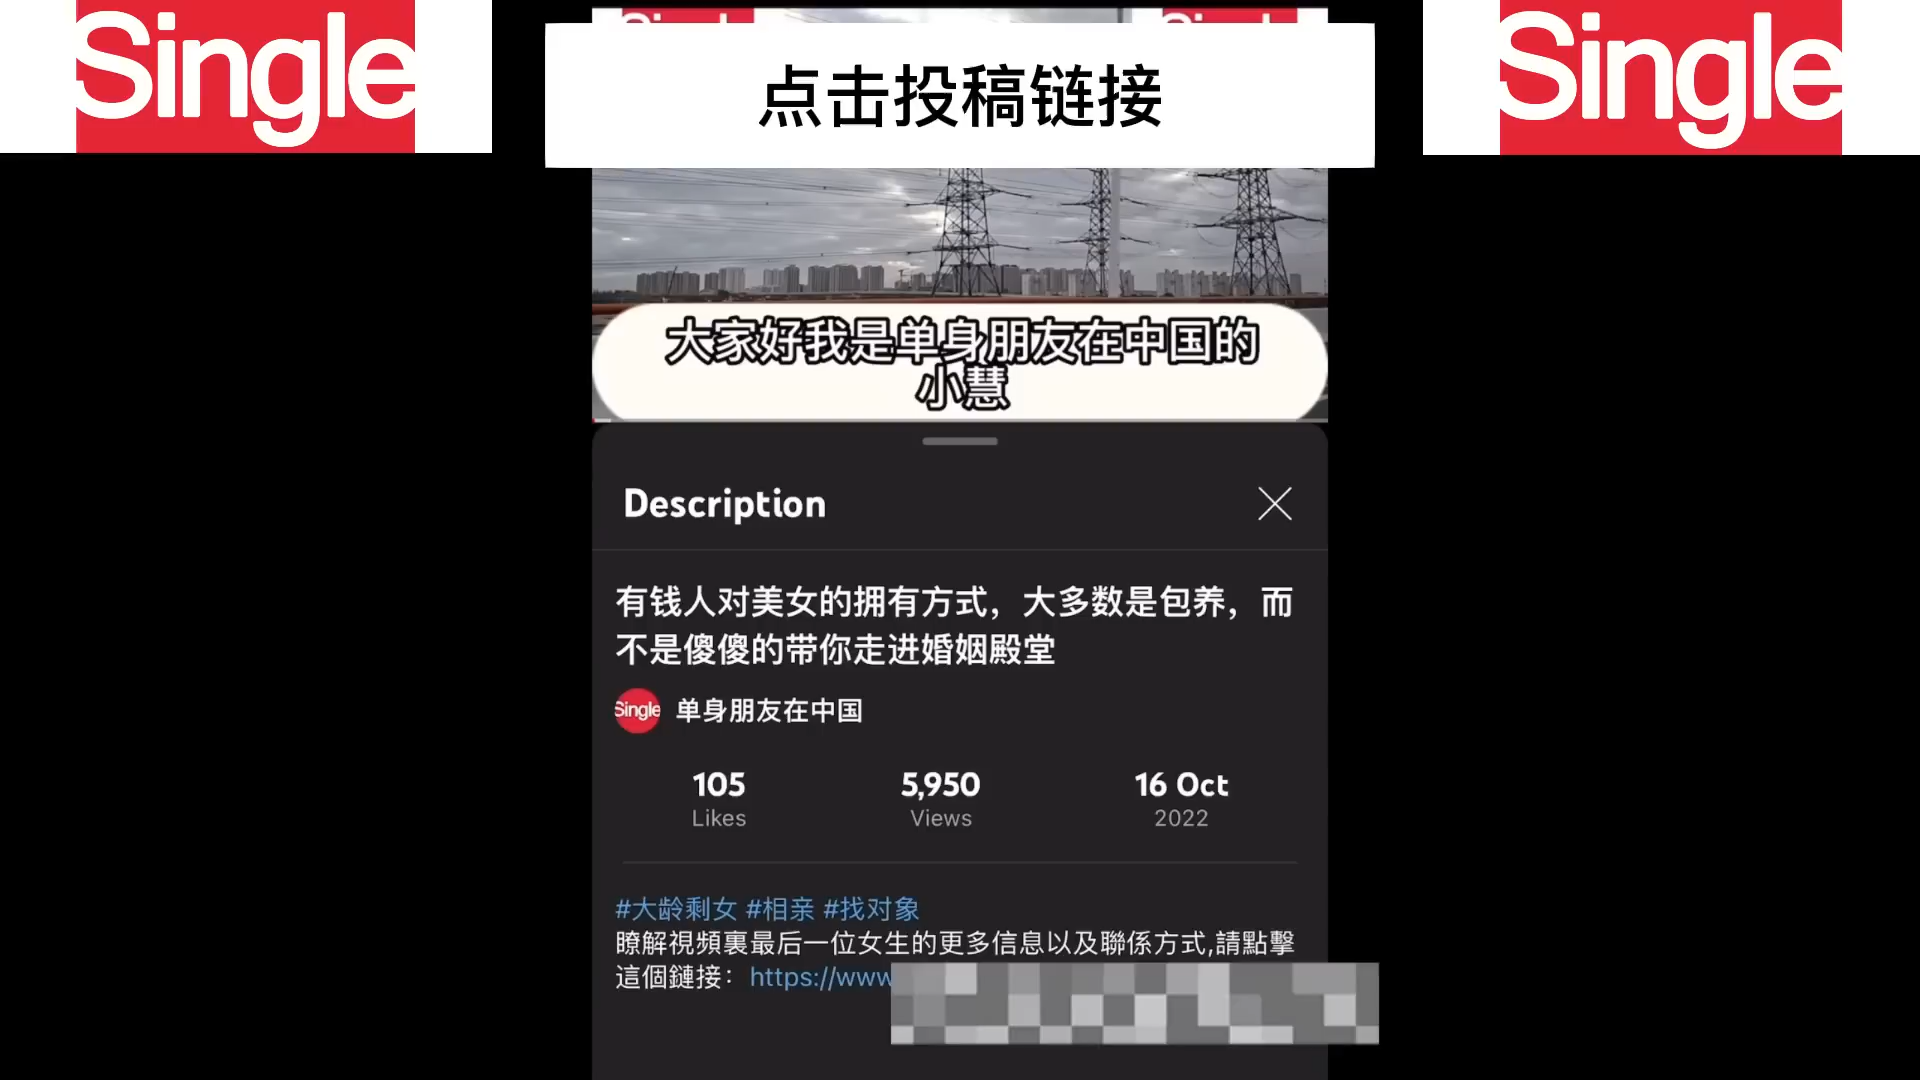 Single
点击投稿链接
Single
大家好我是单身朋友在中国的
小慧
Description
有钱人对美女的拥有方式，大多数是包养，而
不是傻傻的带你走进婚姻殿堂
Single 单身朋友在中国
105 5,950 16 Oct
Likes Views 2022
#大龄剩女 #相亲 #找对象
瞭解視頻裏最后一位女生的更多信息以及聯係方式,請點擊
這個鏈接：https://www